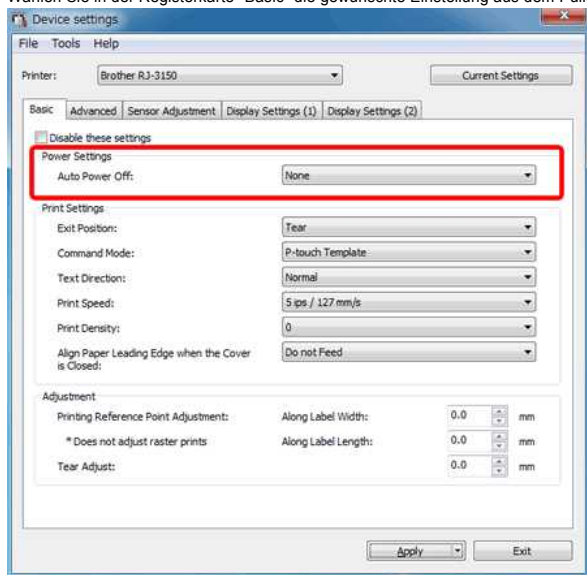 Wählen Sie in der Registerkarte "Basis" die gewünschte Einstellung aus dem
Device settings
File Tools Help
Printer: Brother RJ-3150 Current Settings
Basic Advanced Sensor Adjustment Display Settings (1) Display Settings (2)
Disable these settings
Power Settings
Auto Power Off: None
Print Settings
Exit Position: Tear
Command Mode: P-touch Template
Text Direction: Normal
Print Speed: 5 ips / 127 mm/s
Print Density: 0
Align Paper Leading Edge when the Cover Do not Feed
is Closed:
Adjustment
Printing Reference Point Adjustment: Along Label Width: 0.0 mm
* Does not adjust raster prints Along Label Length: 0.0 mm
Tear Adjust: 0.0 mm
Apply Exit